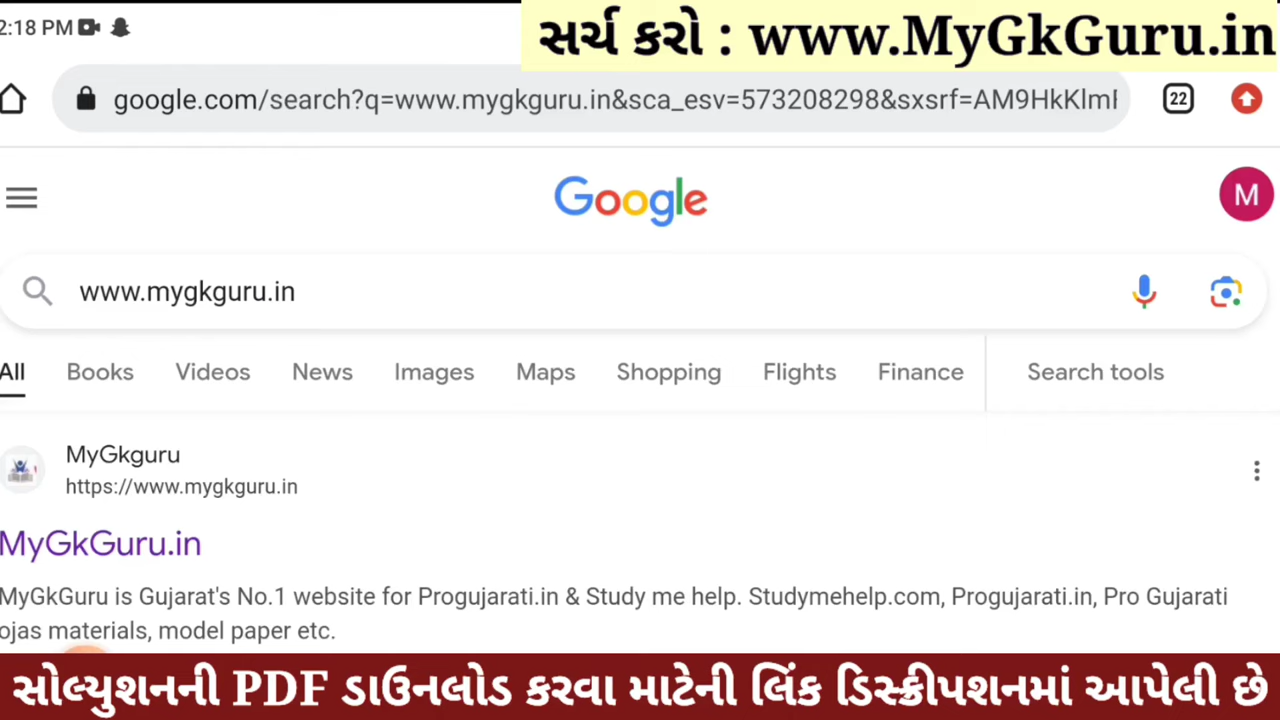 2:18 PM
સર્ચ કરો : www.MyGkGuru.in
google.com/search?q=www.mygkguru.in&sca_esv=573208298&sxsrf=AM9HkKlm
22
Google
M
www.mygkguru.in
All Books Videos News Images Maps Shopping Flights Finance Search tools
MyGkguru
https://www.mygkguru.in
MyGkGuru.in
MyGkGuru is Gujarat's No.1 website for Progujarati.in & Study me help. Studymehelp.com, Progujarati.in, Pro Gujarati
ojas materials, model paper etc.
સોલ્યુશનની PDF ડાઉનલોડ કરવા માટેની લિંક ડિસ્ક્રીપશનમાં આપેલી છે